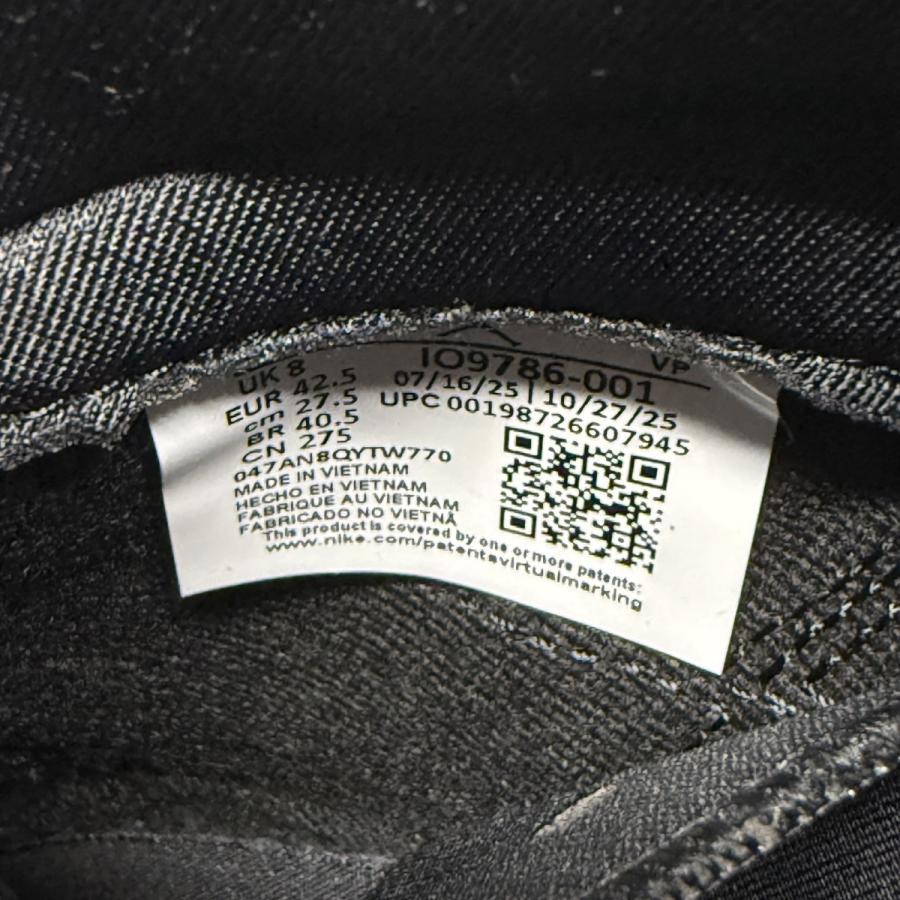 VP
IO9786-001
07/16/25 | 10/27/25
UPC 00198726607945
UK 8
EUR 42.5
cm 27.5
BR 40.5
CN 275
047AN8QYTW770
MADE IN VIETNAM
HECHO EN VIETNAM
FABRIQUE AU VIETNAM
FABRICADO NO VIETNÃ
This product is covered by one or more patents:
www.nike.com/patentsvirtualmarking